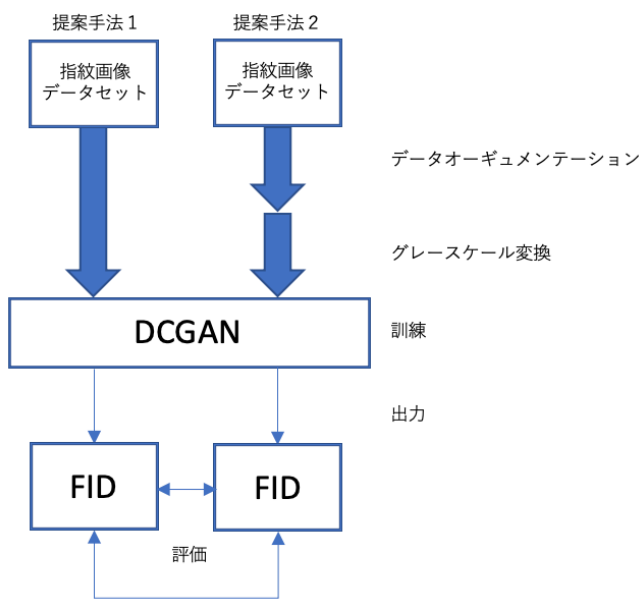 提案手法1
提案手法2
指紋画像
データセット
指紋画像
データセット
データオーギュメンテーション
グレースケール変換
DCGAN
訓練
出力
FID
FID
評価